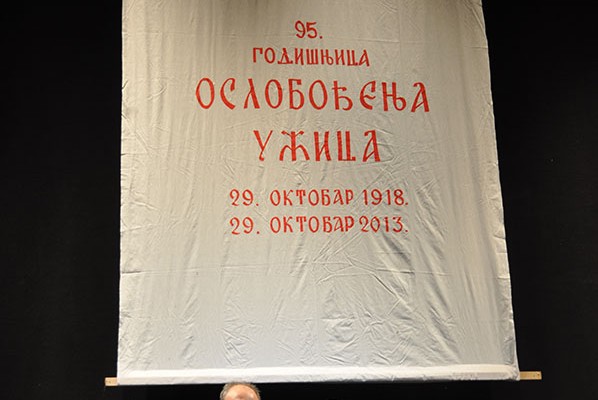 95.
ГОДИШЊИЦА
ОСЛОБОЂЕЊА
УЖИЦА
29. ОКТОБАР 1918.
29. ОКТОБАР 2013.